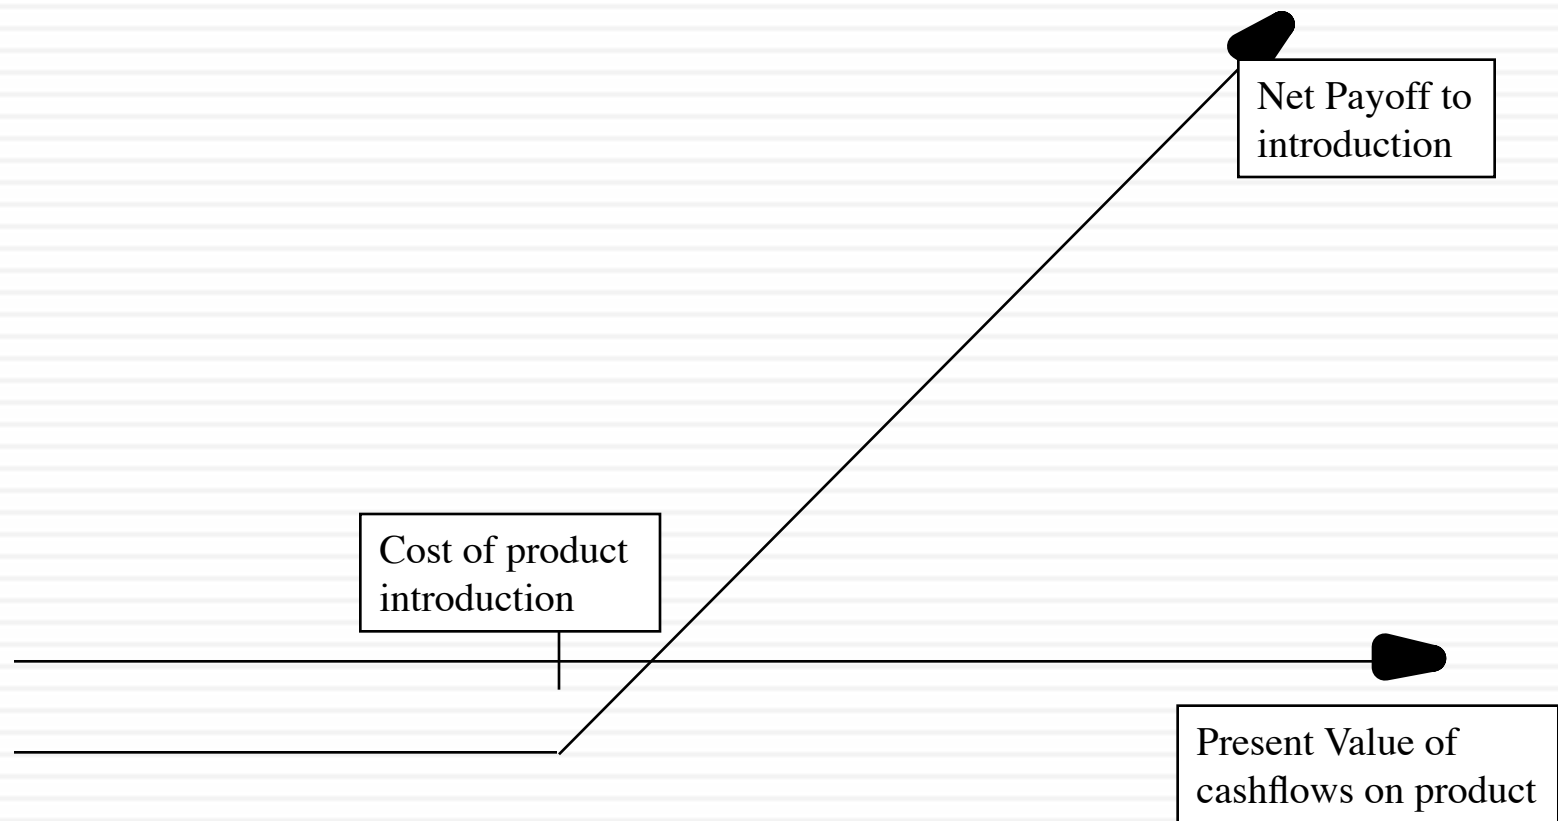 Net Payoff to
introduction
Cost of product
introduction
Present Value of
cashflows on product